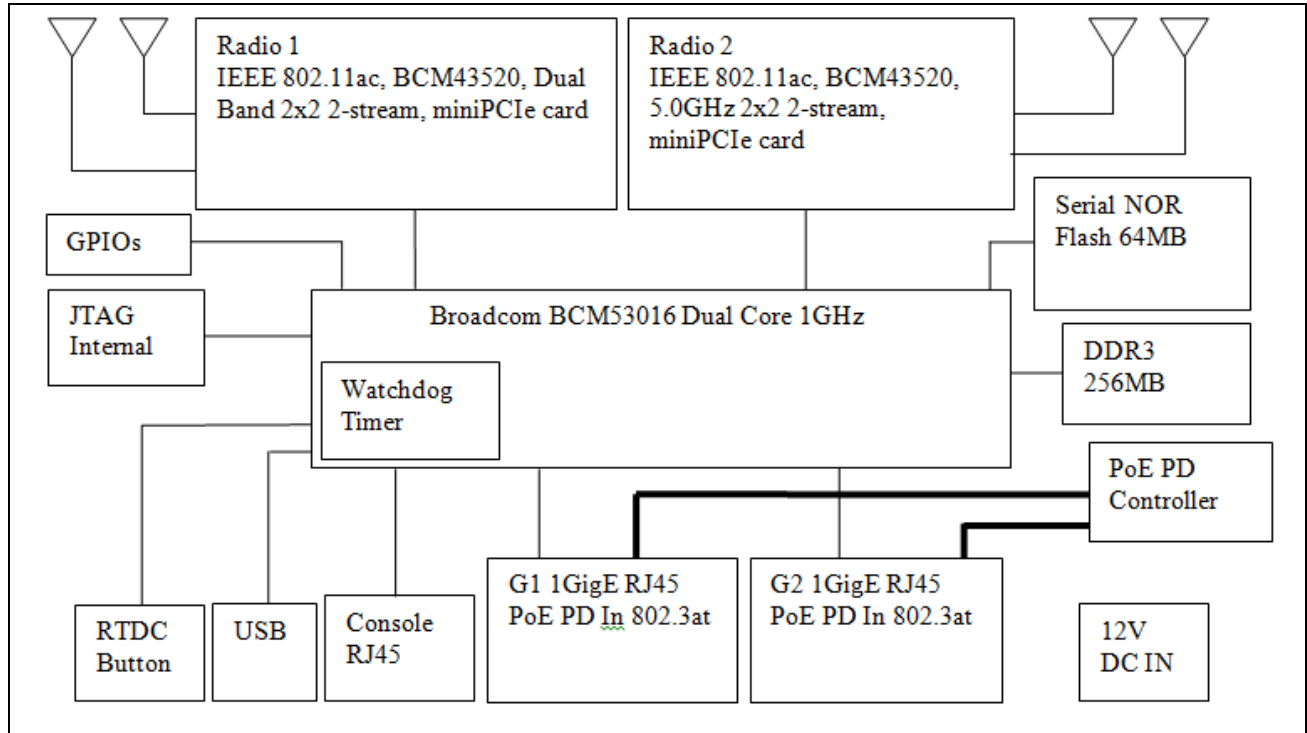 Radio 1
IEEE 802.11ac, BCM43520, Dual
Band 2x2 2-stream, miniPCIe card
Radio 2
IEEE 802.11ac, BCM43520,
5.0GHz 2x2 2-stream,
miniPCIe card
Serial NOR
Flash 64MB
GPIOs
JTAG
Internal
Broadcom BCM53016 Dual Core 1GHz
Watchdog
Timer
DDR3
256MB
PoE PD
Controller
RTDC
Button
USB
Console
RJ45
G1 1GigE RJ45
PoE PD In 802.3at
G2 1GigE RJ45
PoE PD In 802.3at
12V
DC IN